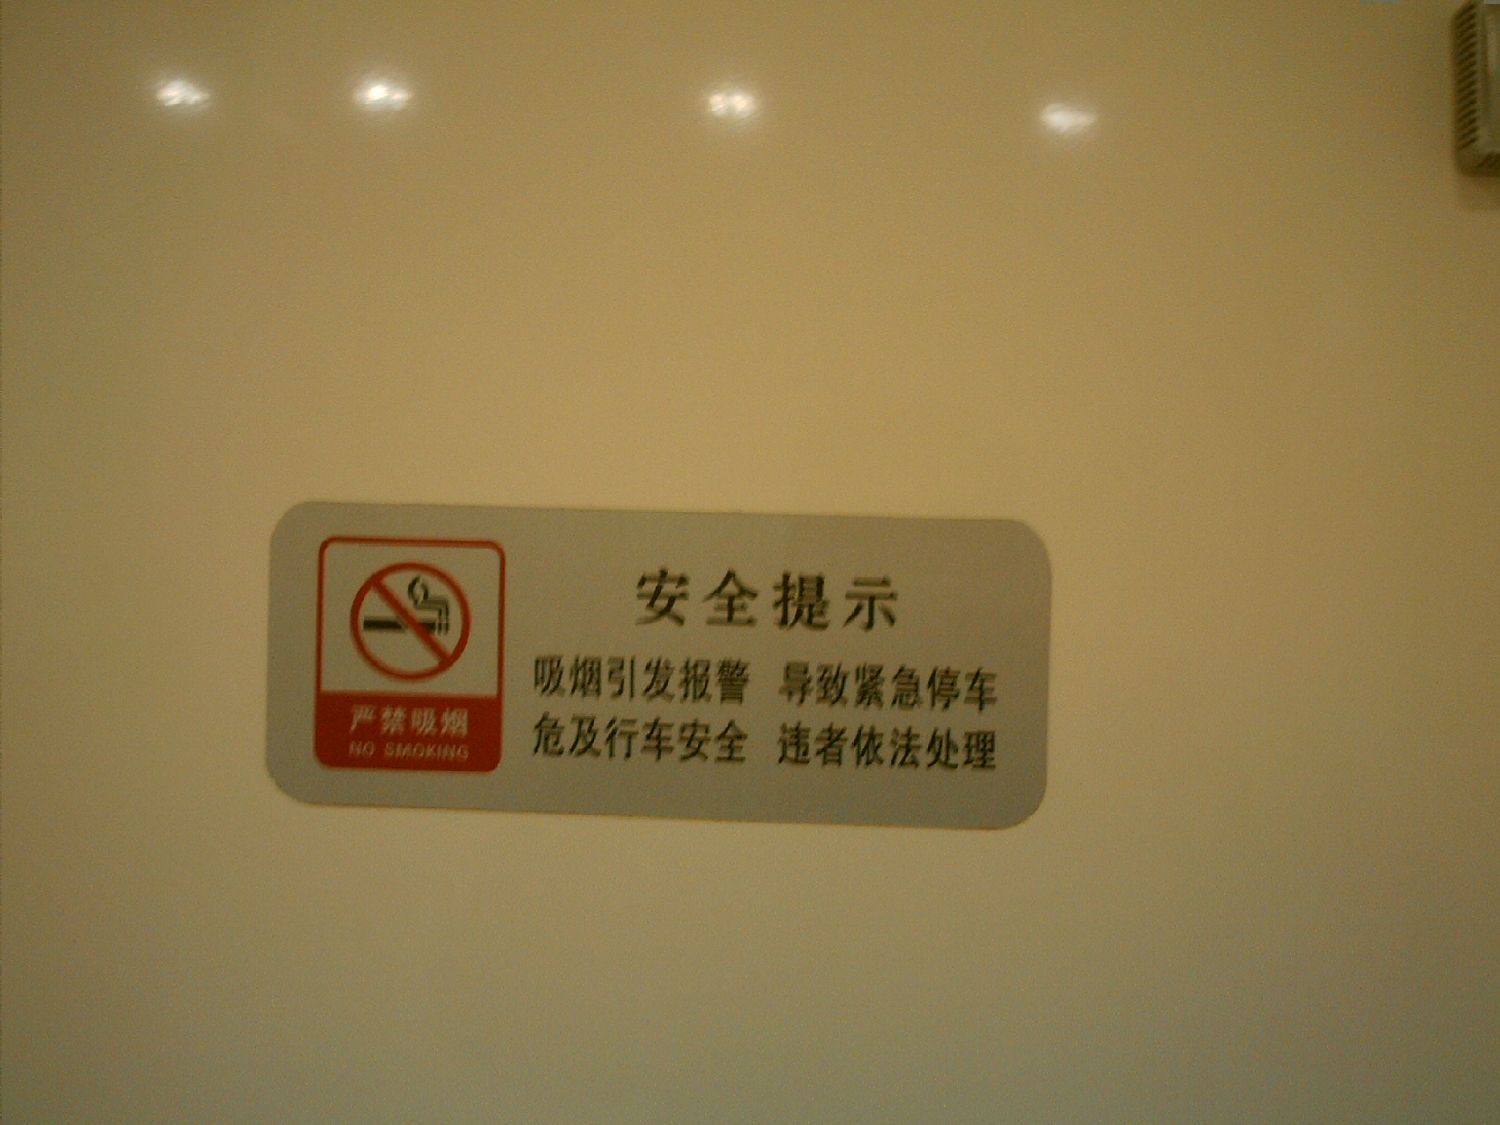 安全提示
吸烟引发报警 导致紧急停车
危及行车安全 违者依法处理
严禁吸烟
NO SMOKING